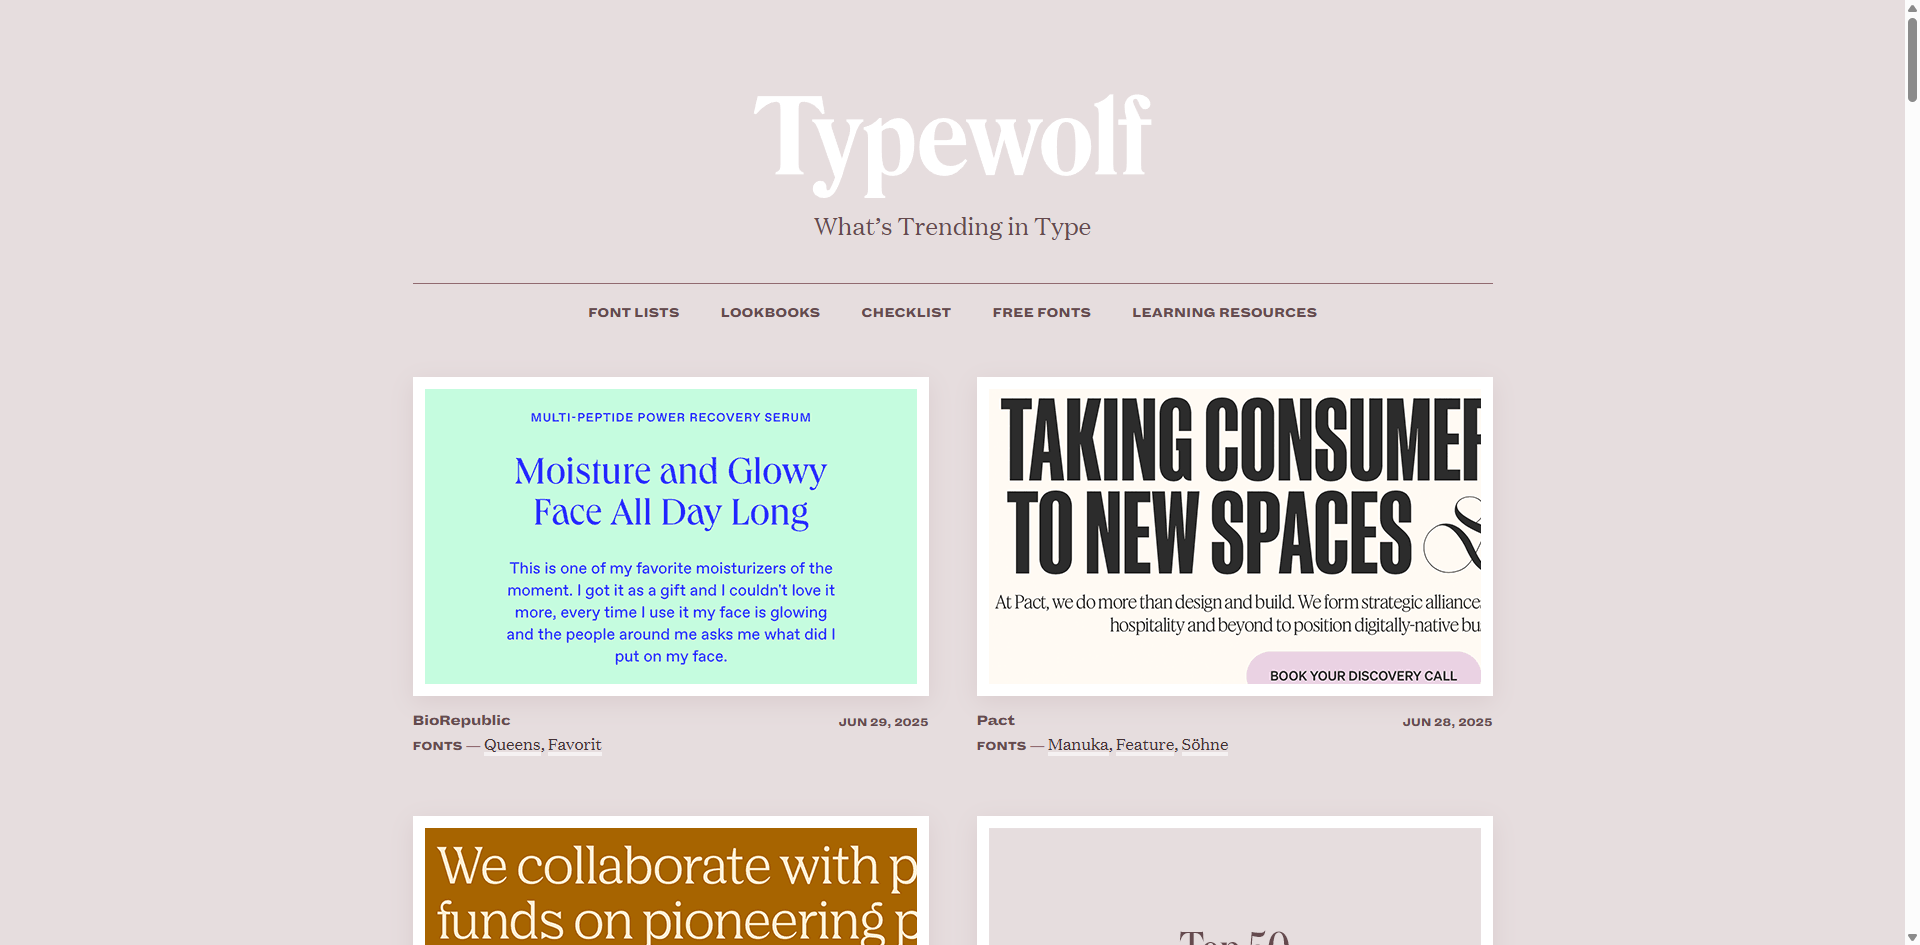 Typewolf
What's Trending in Type
FONT LISTS LOOKBOOKS CHECKLIST FREE FONTS LEARNING RESOURCES
MULTI-PEPTIDE POWER RECOVERY SERUM
Moisture and Glowy
Face All Day Long
This is one of my favorite moisturizers of the
moment. I got it as a gift and I couldn't love it
more, every time I use it my face is glowing
and the people around me asks me what did I
put on my face.
BioRepublic JUN 29, 2025
FONTS — Queens, Favorit
TAKING CONSUMER
TO NEW SPACES &
At Pact, we do more than design and build. We form strategic alliances
hospitality and beyond to position digitally-native bu
BOOK YOUR DISCOVERY CALL
Pact JUN 28, 2025
FONTS — Manuka, Feature, Söhne
We collaborate with p
funds on pioneering p
Top 50